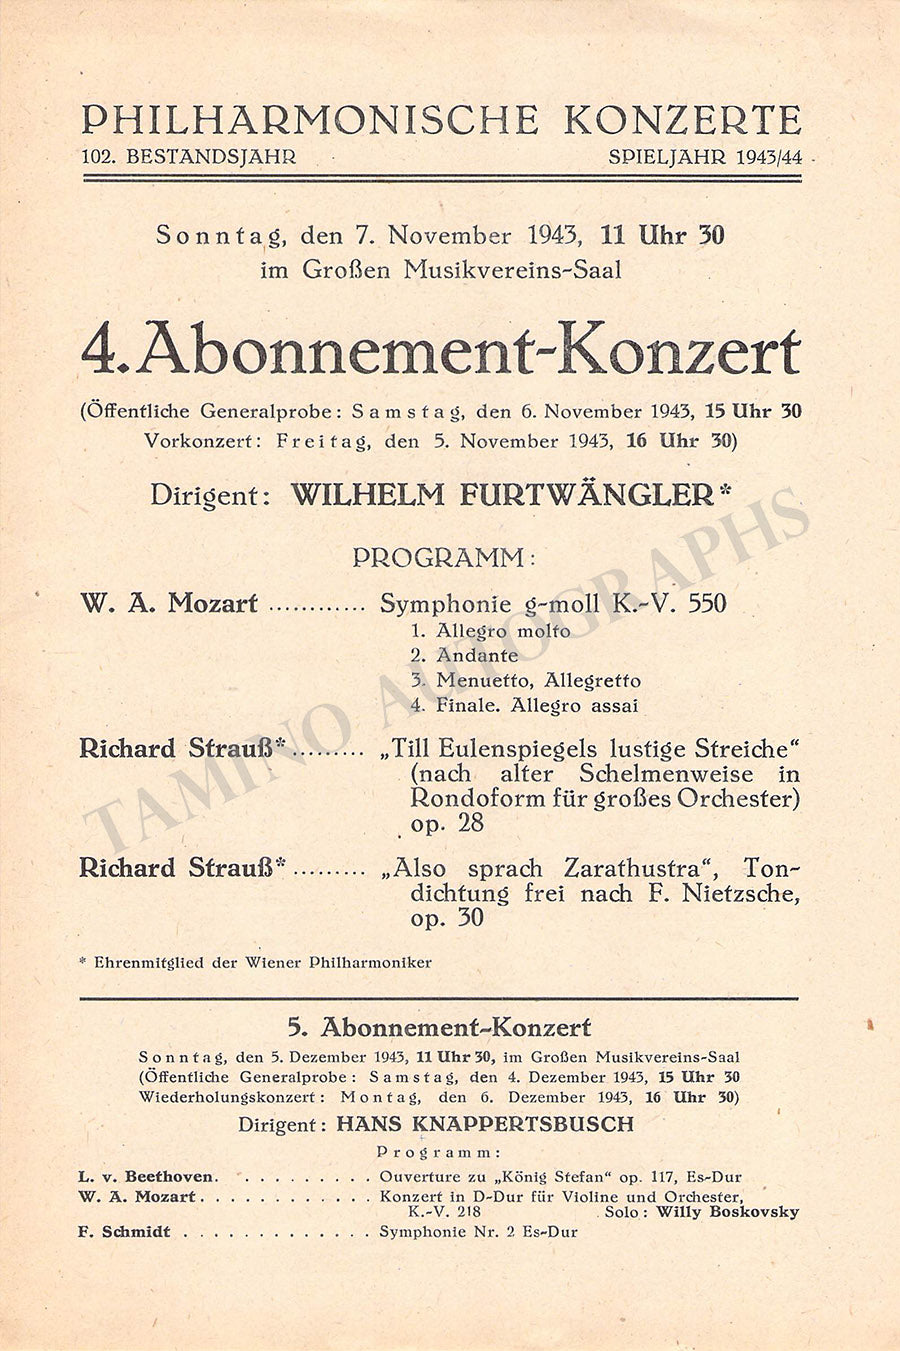 PHILHARMONISCHE KONZERTE
102. BESTANDSJAHR SPIELJAHR 1943/44
Sonntag, den 7. November 1943, 11 Uhr 30
im Großen Musikvereins-Saal
4. Abonnement-Konzert
(Öffentliche Generalprobe: Samstag, den 6. November 1943, 15 Uhr 30
Vorkonzert: Freitag, den 5. November 1943, 16 Uhr 30)
Dirigent: WILHELM FURTWÄNGLER*
PROGRAMM:
W. A. Mozart ............ Symphonie g-moll K.-V. 550
1. Allegro molto
2. Andante
3. Menuetto, Allegretto
4. Finale. Allegro assai
Richard Strauß* ......... „Till Eulenspiegels lustige Streiche“
(nach alter Schelmenweise in
Rondoform für großes Orchester)
op. 28
Richard Strauß* ......... „Also sprach Zarathustra“, Ton-
dichtung frei nach F. Nietzsche,
op. 30
* Ehrenmitglied der Wiener Philharmoniker
5. Abonnement-Konzert
Sonntag, den 5. Dezember 1943, 11 Uhr 30, im Großen Musikvereins-Saal
(Öffentliche Generalprobe: Samstag, den 4. Dezember 1943, 15 Uhr 30
Wiederholungskonzert: Montag, den 6. Dezember 1943, 16 Uhr 30)
Dirigent: HANS KNAPPERTSBUSCH
Programm:
L. v. Beethoven. . . . . . . . . . Ouverture zu „König Stefan“ op. 117, Es-Dur
W. A. Mozart . . . . . . . . . . . . Konzert in D-Dur für Violine und Orchester,
K.-V. 218 Solo: Willy Boskovsky
F. Schmidt . . . . . . . . . . . . . Symphonie Nr. 2 Es-Dur
TAMINO AUTOGRAPHS